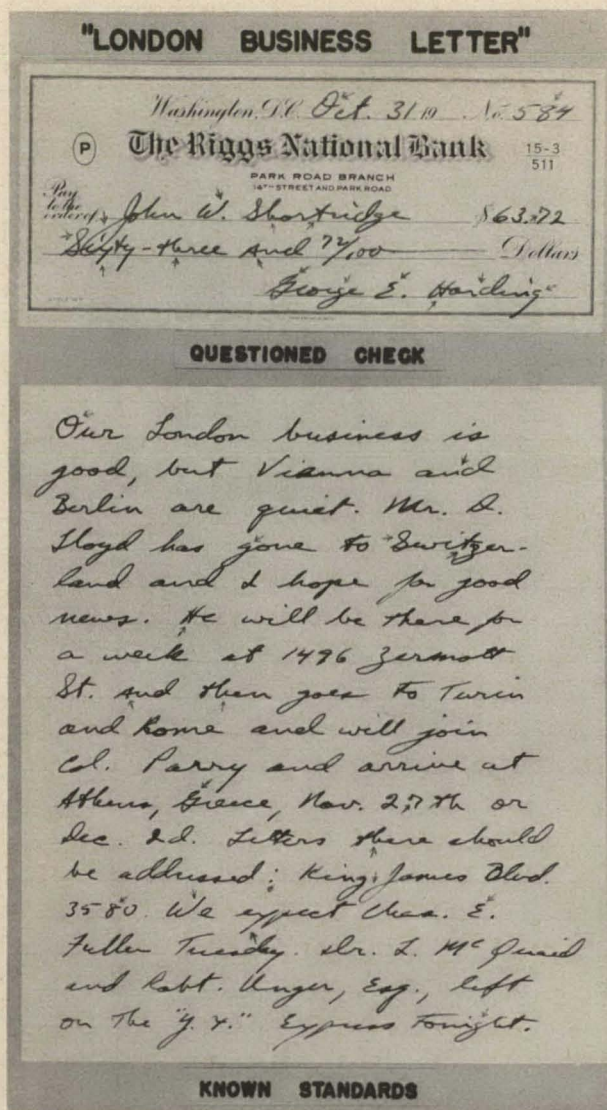 "LONDON BUSINESS LETTER"
Washington, D.C. Oct. 31 19 No. 584
P The Riggs National Bank 15-3
511
PARK ROAD BRANCH
14TH STREET AND PARK ROAD
Pay
to the
order of John W. Shortridge $63.72
Sixty-three and 72/100 Dollars
George E. Harding
QUESTIONED CHECK
Our London business is
good, but Vianna and
Berlin are quiet. Mr. D.
Lloyd has gone to Switzer-
land and I hope for good
news. He will be there for
a week at 1496 Zermott
St. and then goes to Turin
and Rome and will join
Col. Parry and arrive at
Athens, Greece, Nov. 27th or
Dec. 2d. Letters there should
be addressed: King James Blvd.
3580. We expect Chas. E.
Fuller Tuesday. Dr. L. McQuaid
and Robt. Unger, Esq., left
on the "Y.X." Express tonight.
KNOWN STANDARDS